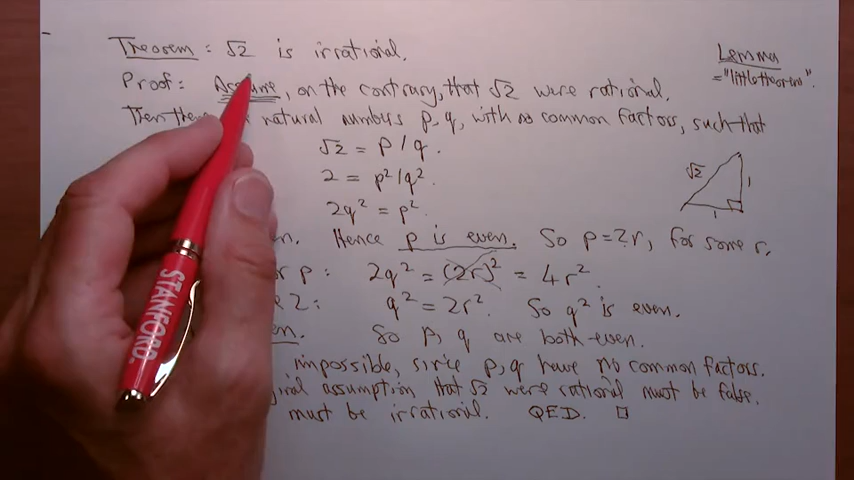 Theorem: √2 is irrational.
Proof: Assume, on the contrary, that √2 were rational.
Then there natural numbers p, q, with no common factors, such that
√2 = p / q.
2 = p²/q².
2q² = p².
Hence p is even. So p = 2r, for some r.
p: 2q² = (2r)² = 4r².
2: q² = 2r². So q² is even.
So p, q are both even.
impossible, since p, q have no common factors.
assumption that √2 were rational must be false.
must be irrational. QED. □
Lemma
= "little theorem".
√2
1
1
STANFORD